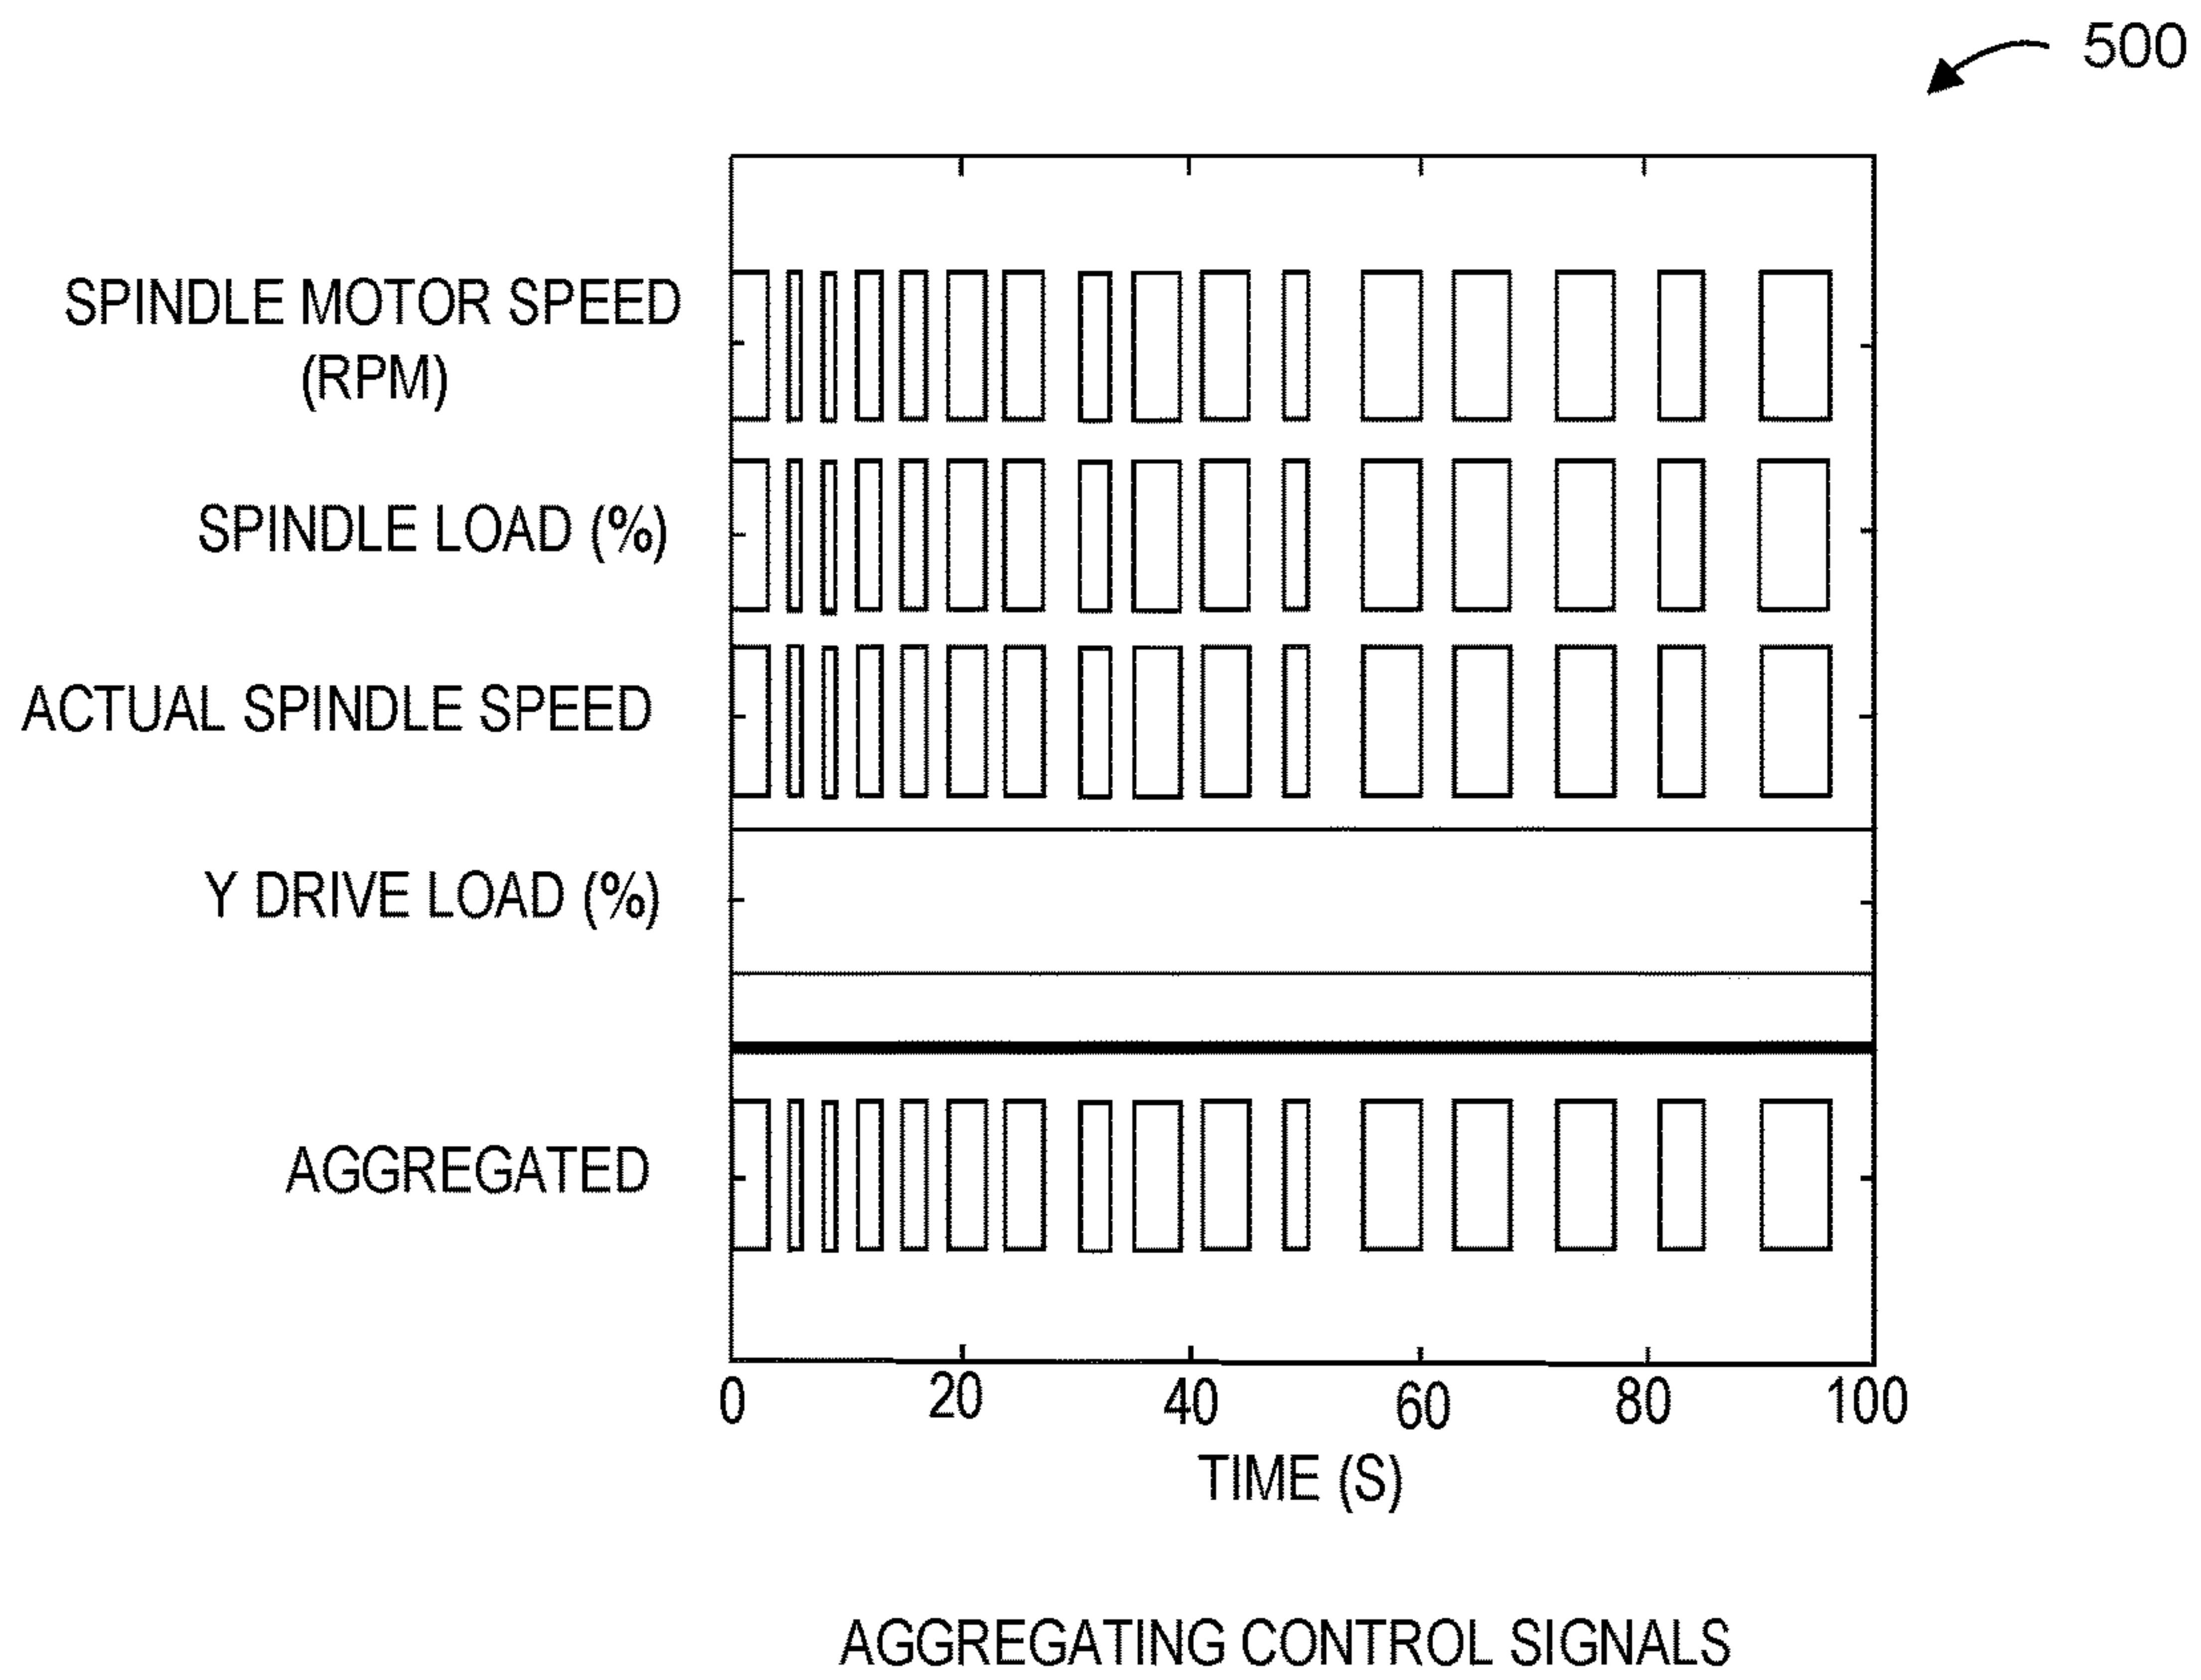 500
SPINDLE MOTOR SPEED
(RPM)
SPINDLE LOAD (%)
ACTUAL SPINDLE SPEED
Y DRIVE LOAD (%)
AGGREGATED
0 20 40 60 80 100
TIME (S)
AGGREGATING CONTROL SIGNALS